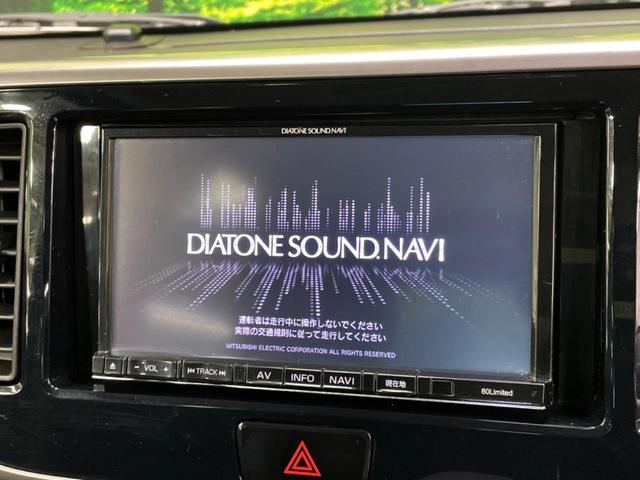 DIATONE SOUND.NAVI
DIATONE SOUND.NAVI
運転者は走行中に操作しないでください
実際の交通規則に従って走行してください
MITSUBISHI ELECTRIC CORPORATION ALL RIGHTS RESERVED
− VOL + TRACK AV INFO NAVI 現在地 80Limited